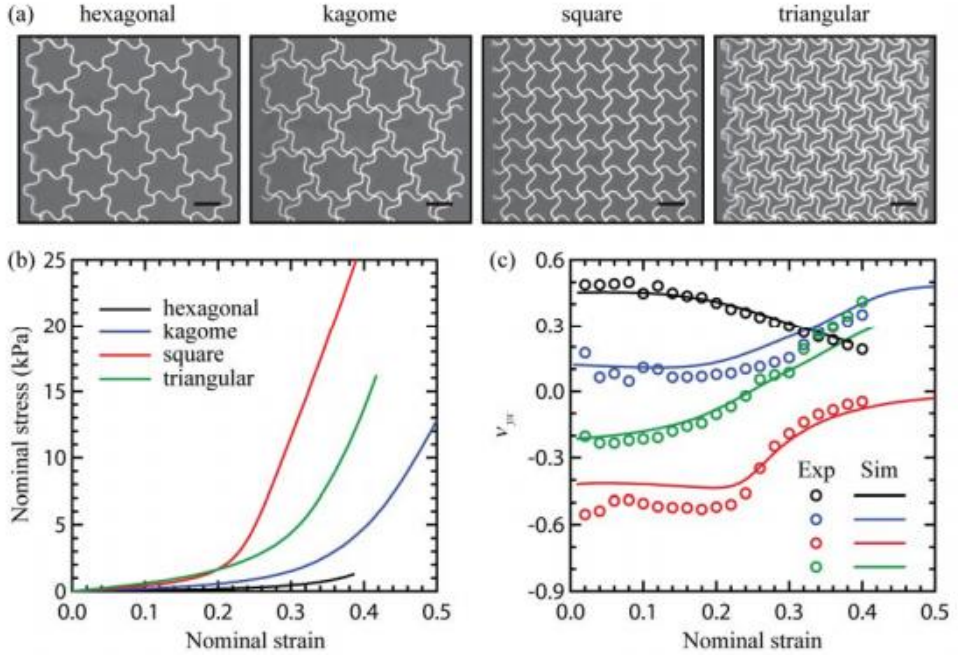 (a) hexagonal kagome square triangular
(b)
25
20
15
10
5
0
Nominal stress (kPa)
hexagonal
kagome
square
triangular
0.0 0.1 0.2 0.3 0.4 0.5
Nominal strain
(c)
0.6
0.3
0.0
-0.3
-0.6
-0.9
νyx
Exp Sim
0.0 0.1 0.2 0.3 0.4 0.5
Nominal strain